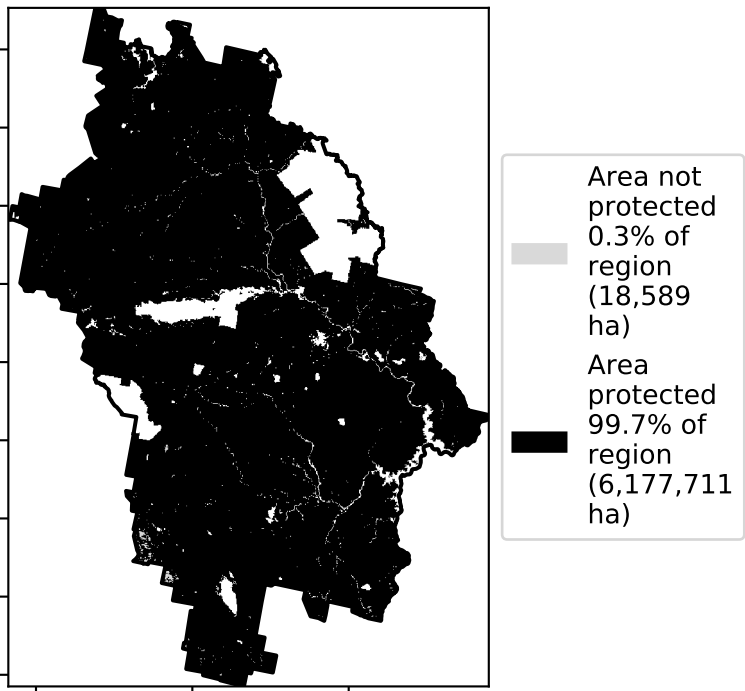 Area not
protected
0.3% of
region
(18,589
ha)
Area
protected
99.7% of
region
(6,177,711
ha)